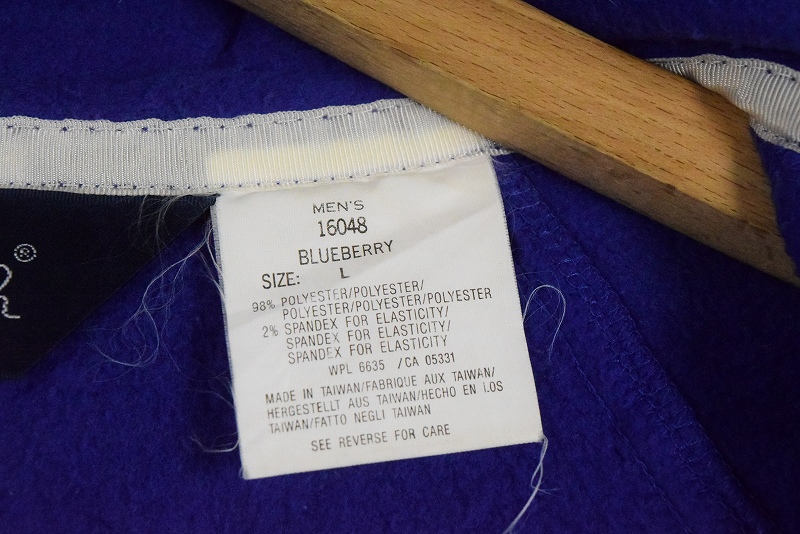 ®
MEN'S
16048
BLUEBERRY
SIZE: L
98% POLYESTER/POLYESTER/
POLYESTER/POLYESTER/POLYESTER
2% SPANDEX FOR ELASTICITY/
SPANDEX FOR ELASTICITY/
SPANDEX FOR ELASTICITY
WPL 6635 /CA 05331
MADE IN TAIWAN/FABRIQUE AUX TAIWAN/
HERGESTELLT AUS TAIWAN/HECHO EN LOS
TAIWAN/FATTO NEGLI TAIWAN
SEE REVERSE FOR CARE